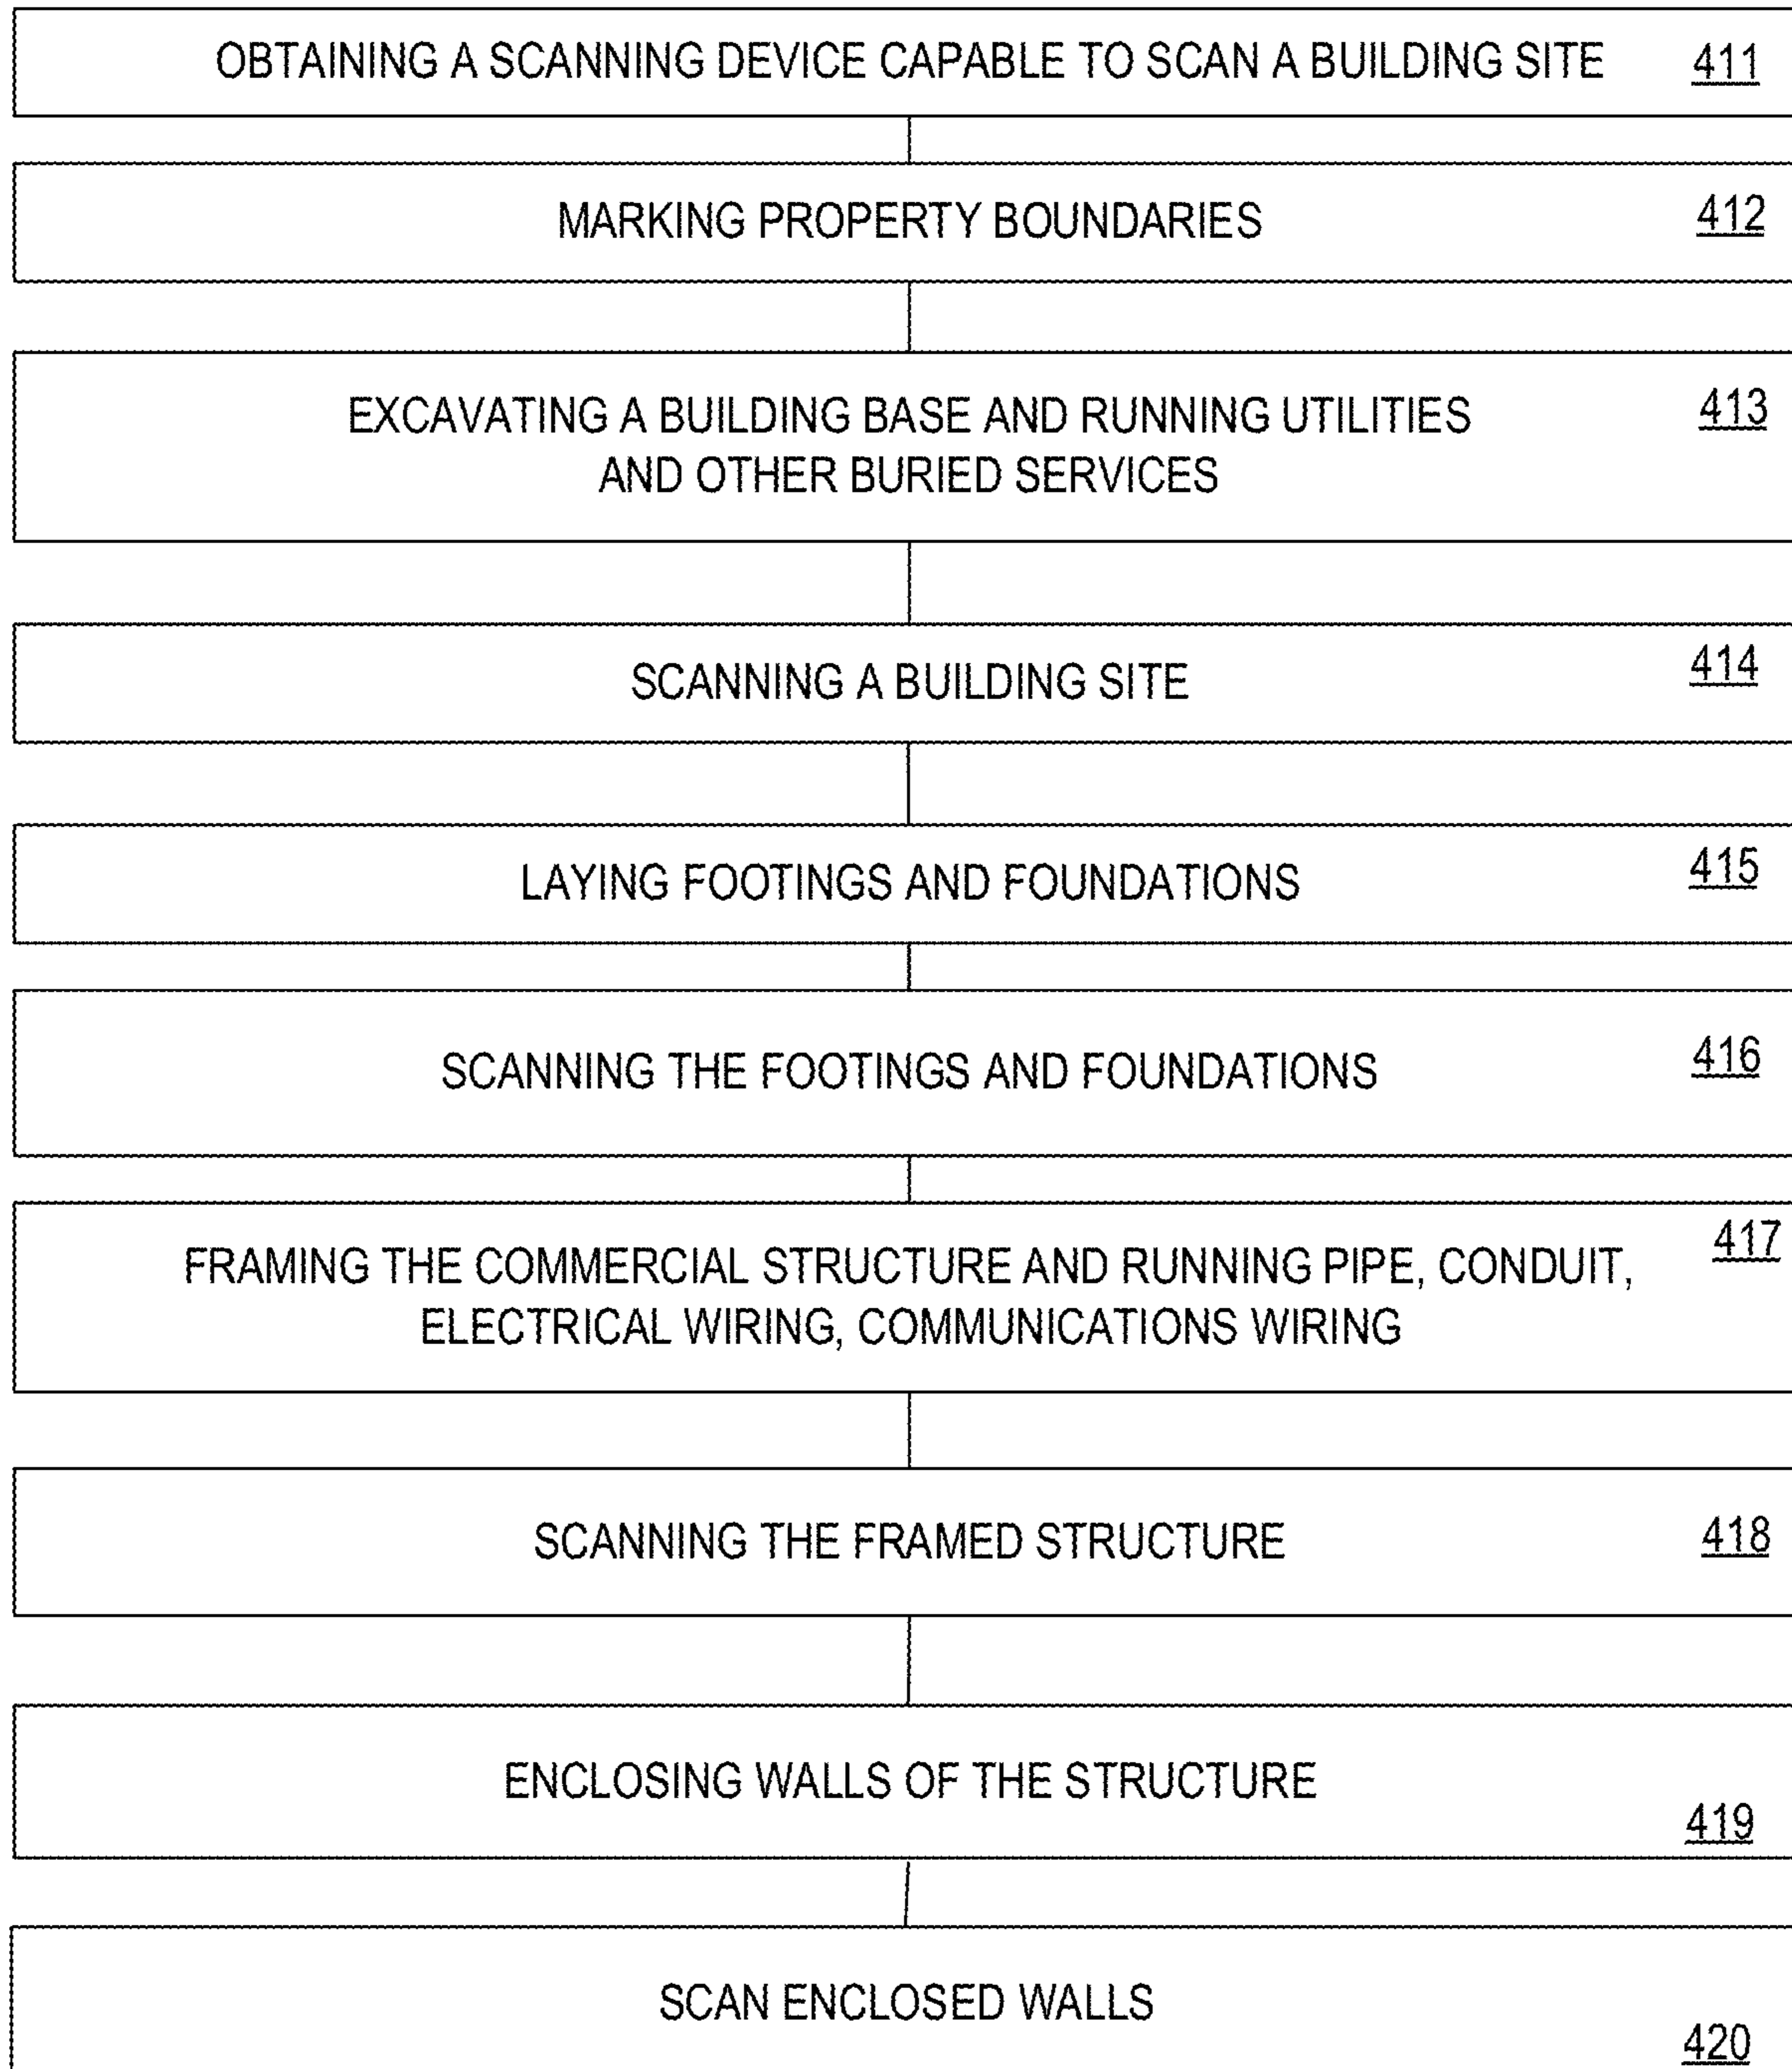 OBTAINING A SCANNING DEVICE CAPABLE TO SCAN A BUILDING SITE 411
MARKING PROPERTY BOUNDARIES 412
EXCAVATING A BUILDING BASE AND RUNNING UTILITIES 413
AND OTHER BURIED SERVICES
SCANNING A BUILDING SITE 414
LAYING FOOTINGS AND FOUNDATIONS 415
SCANNING THE FOOTINGS AND FOUNDATIONS 416
FRAMING THE COMMERCIAL STRUCTURE AND RUNNING PIPE, CONDUIT, 417
ELECTRICAL WIRING, COMMUNICATIONS WIRING
SCANNING THE FRAMED STRUCTURE 418
ENCLOSING WALLS OF THE STRUCTURE
419
SCAN ENCLOSED WALLS
420